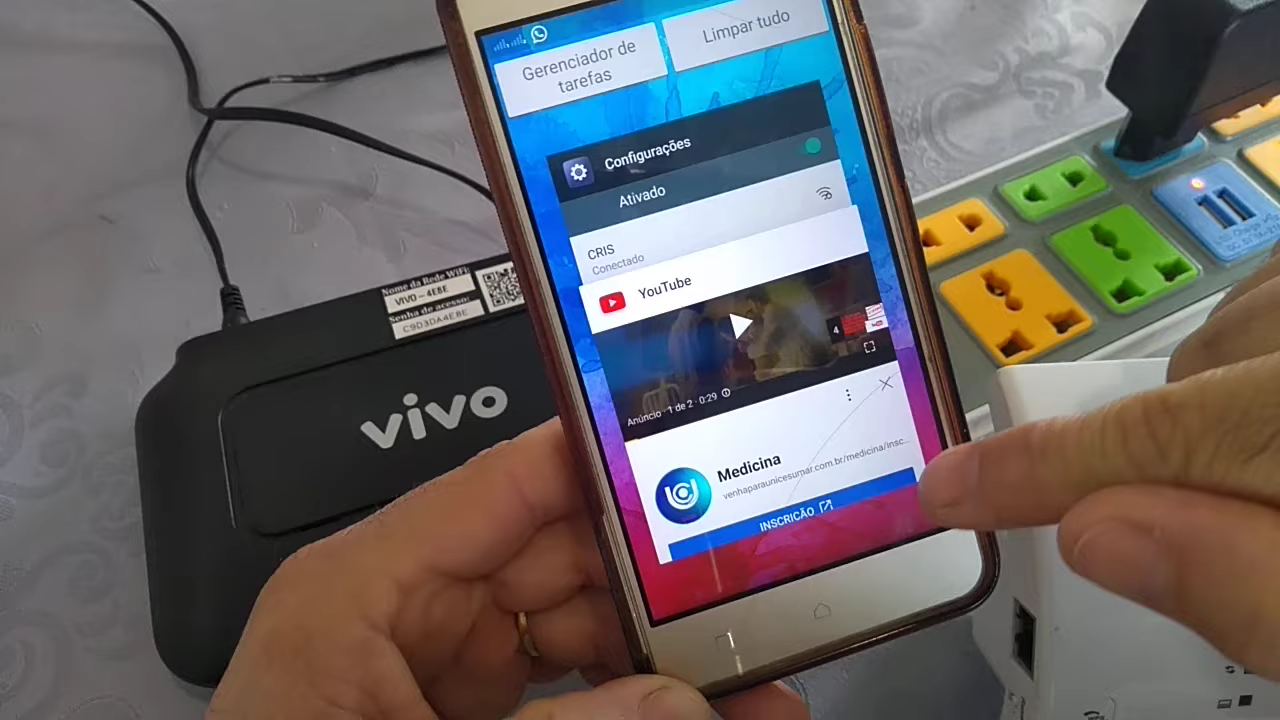 Gerenciador de
tarefas
Limpar tudo
Configurações
Ativado
CRIS
Conectado
YouTube
4
Anúncio · 1 de 2 · 0:29
Medicina
venhaparaunicesumar.com.br/medicina/insc...
INSCRIÇÃO
Nome da Rede WiFi:
VIVO - 4E8E
Senha de acesso:
C9D3DA4E8E
vivo